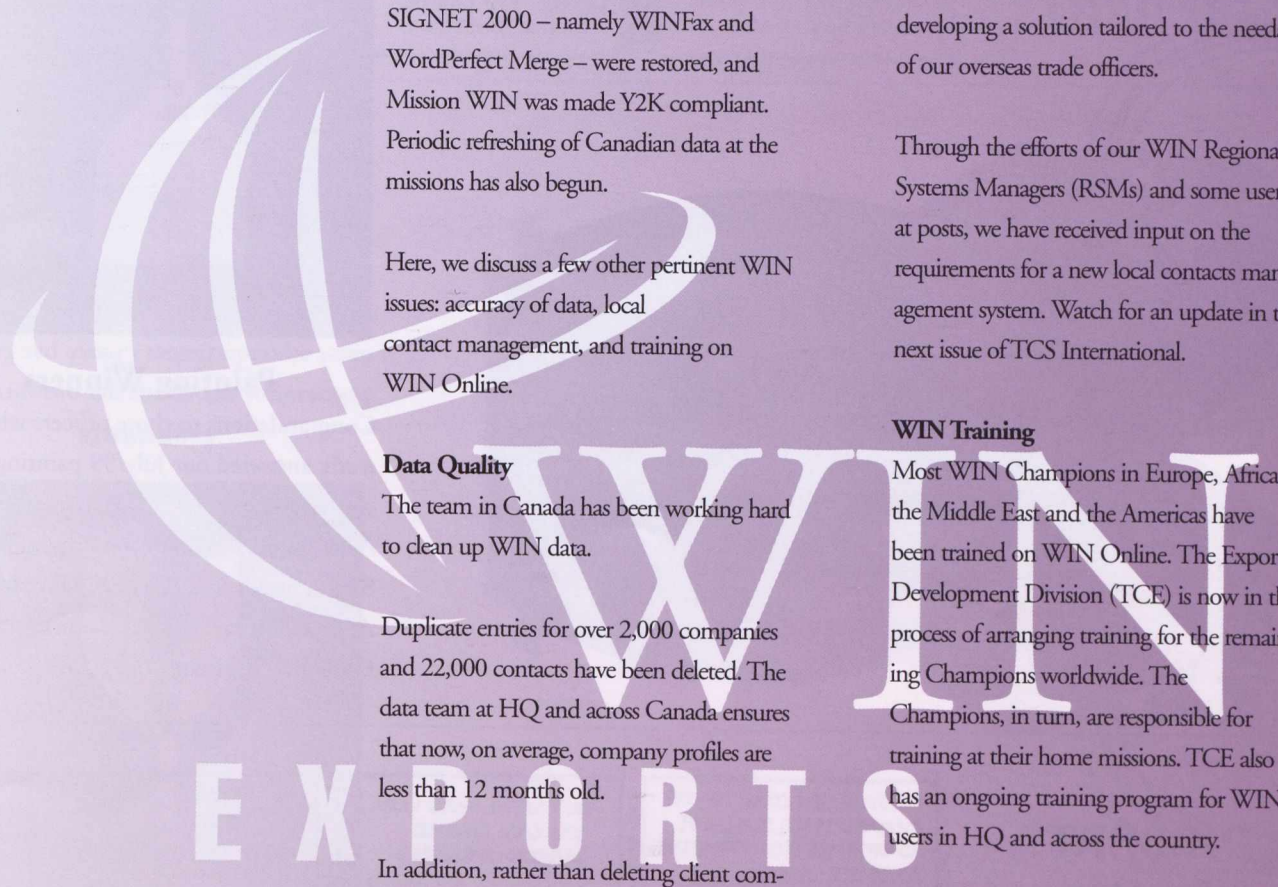 SIGNET 2000 – namely WINFax and
WordPerfect Merge – were restored, and
Mission WIN was made Y2K compliant.
Periodic refreshing of Canadian data at the
missions has also begun.
Here, we discuss a few other pertinent WIN
issues: accuracy of data, local
contact management, and training on
WIN Online.
Data Quality
The team in Canada has been working hard
to clean up WIN data.
Duplicate entries for over 2,000 companies
and 22,000 contacts have been deleted. The
data team at HQ and across Canada ensures
that now, on average, company profiles are
less than 12 months old.
In addition, rather than deleting client com-
developing a solution tailored to the need
of our overseas trade officers.
Through the efforts of our WIN Regiona
Systems Managers (RSMs) and some user
at posts, we have received input on the
requirements for a new local contacts man
agement system. Watch for an update in t
next issue of TCS International.
WIN Training
Most WIN Champions in Europe, Africa
the Middle East and the Americas have
been trained on WIN Online. The Expor
Development Division (TCE) is now in th
process of arranging training for the remai
ing Champions worldwide. The
Champions, in turn, are responsible for
training at their home missions. TCE also
has an ongoing training program for WIN
users in HQ and across the country.
WIN
EXPORTS